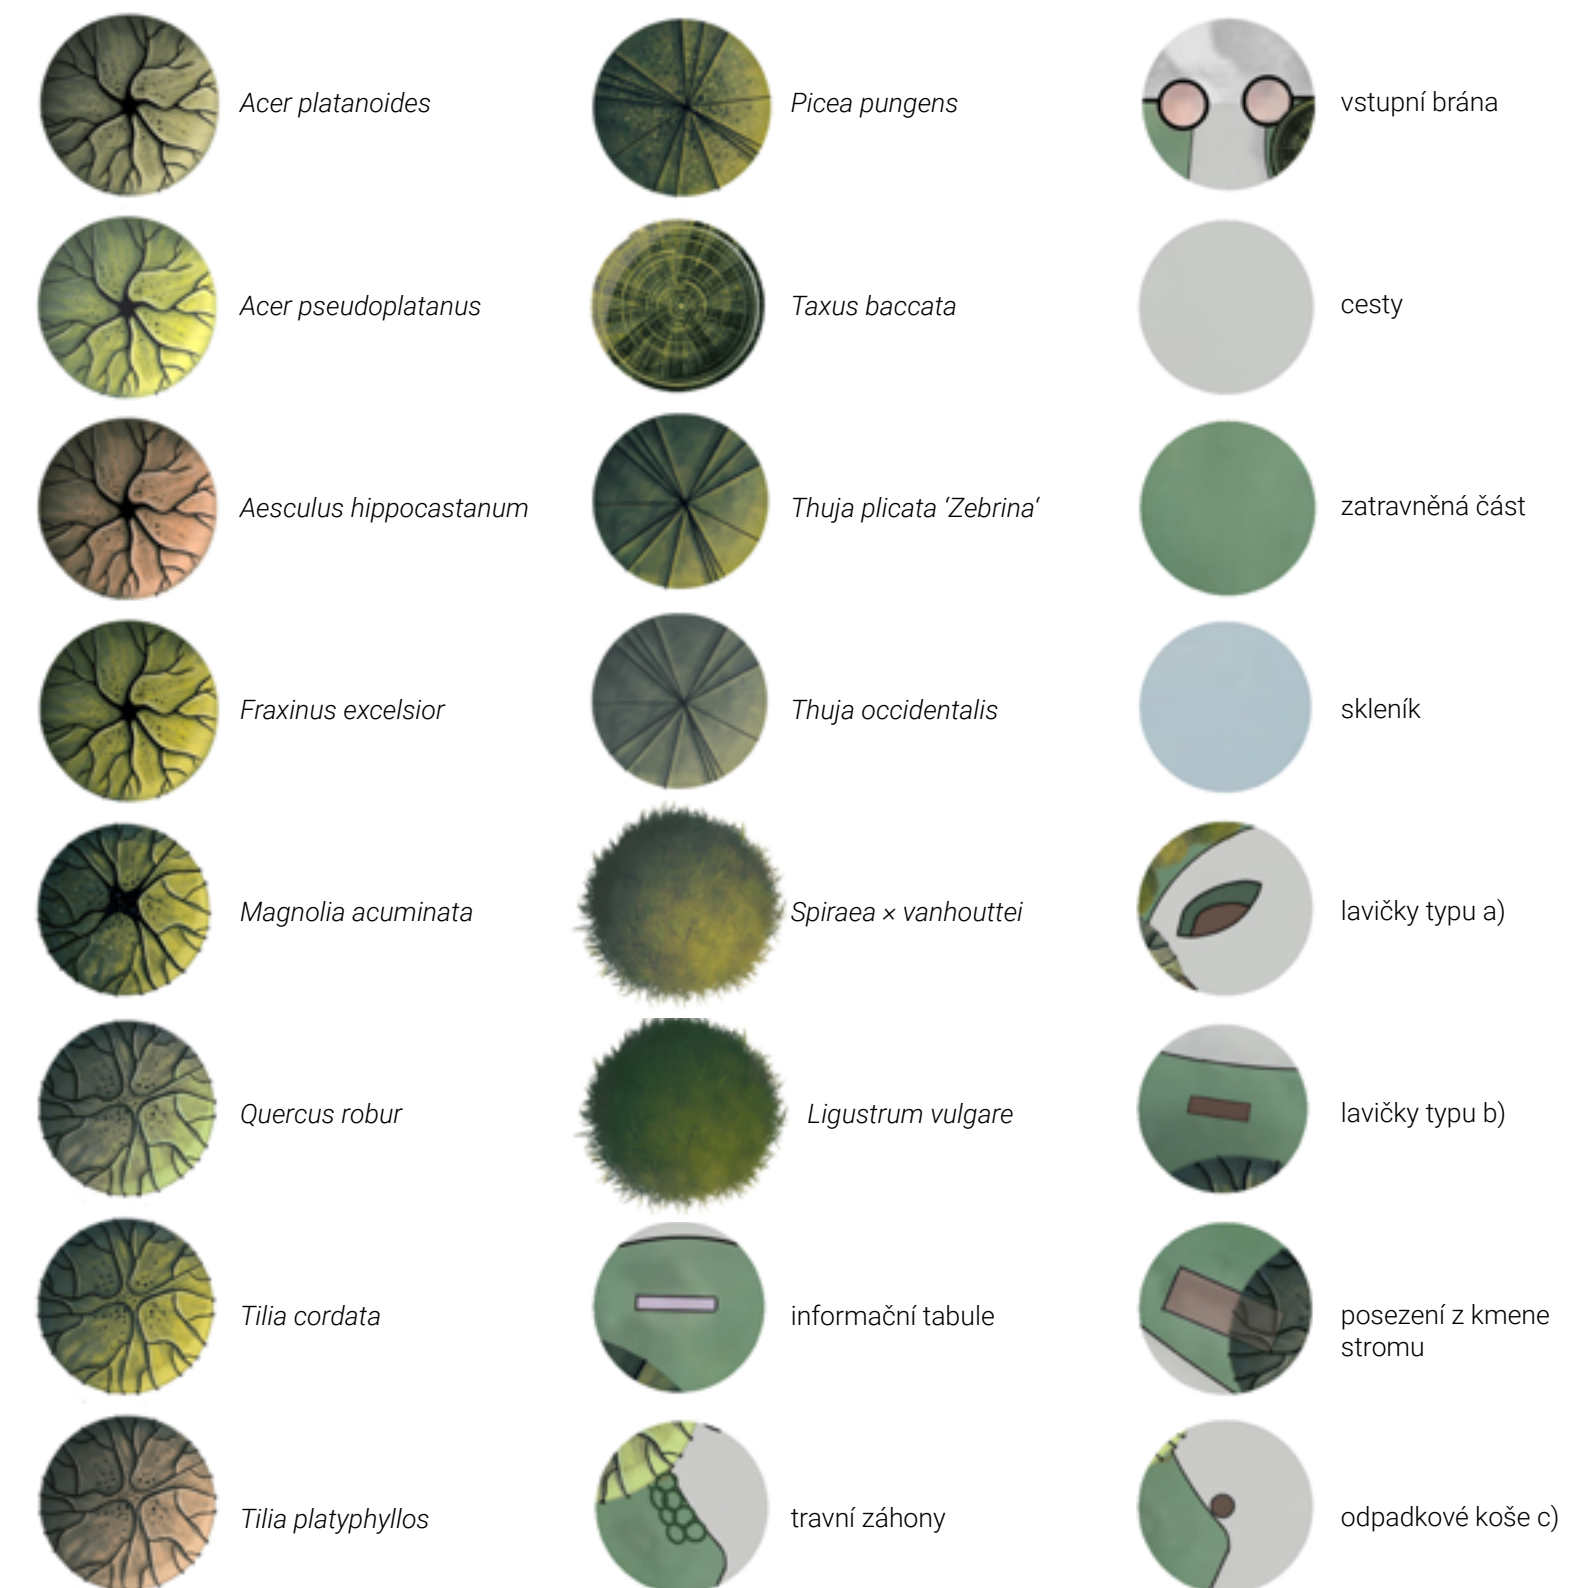 Acer platanoides
Acer pseudoplatanus
Aesculus hippocastanum
Fraxinus excelsior
Magnolia acuminata
Quercus robur
Tilia cordata
Tilia platyphyllos
Picea pungens
Taxus baccata
Thuja plicata ‘Zebrina‘
Thuja occidentalis
Spiraea × vanhouttei
Ligustrum vulgare
informační tabule
travní záhony
vstupní brána
cesty
zatravněná část
skleník
lavičky typu a)
lavičky typu b)
posezení z kmene
stromu
odpadkové koše c)